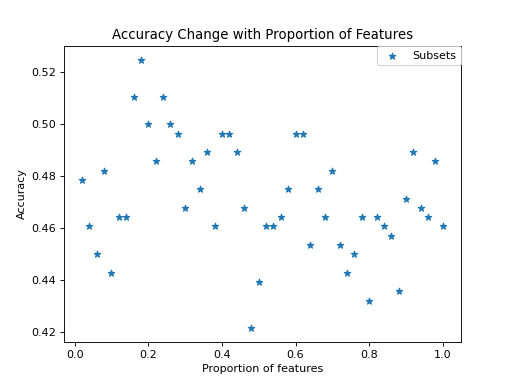 Accuracy Change with Proportion of Features
Subsets
0.52
0.50
0.48
0.46
0.44
0.42
Accuracy
0.0 0.2 0.4 0.6 0.8 1.0
Proportion of features